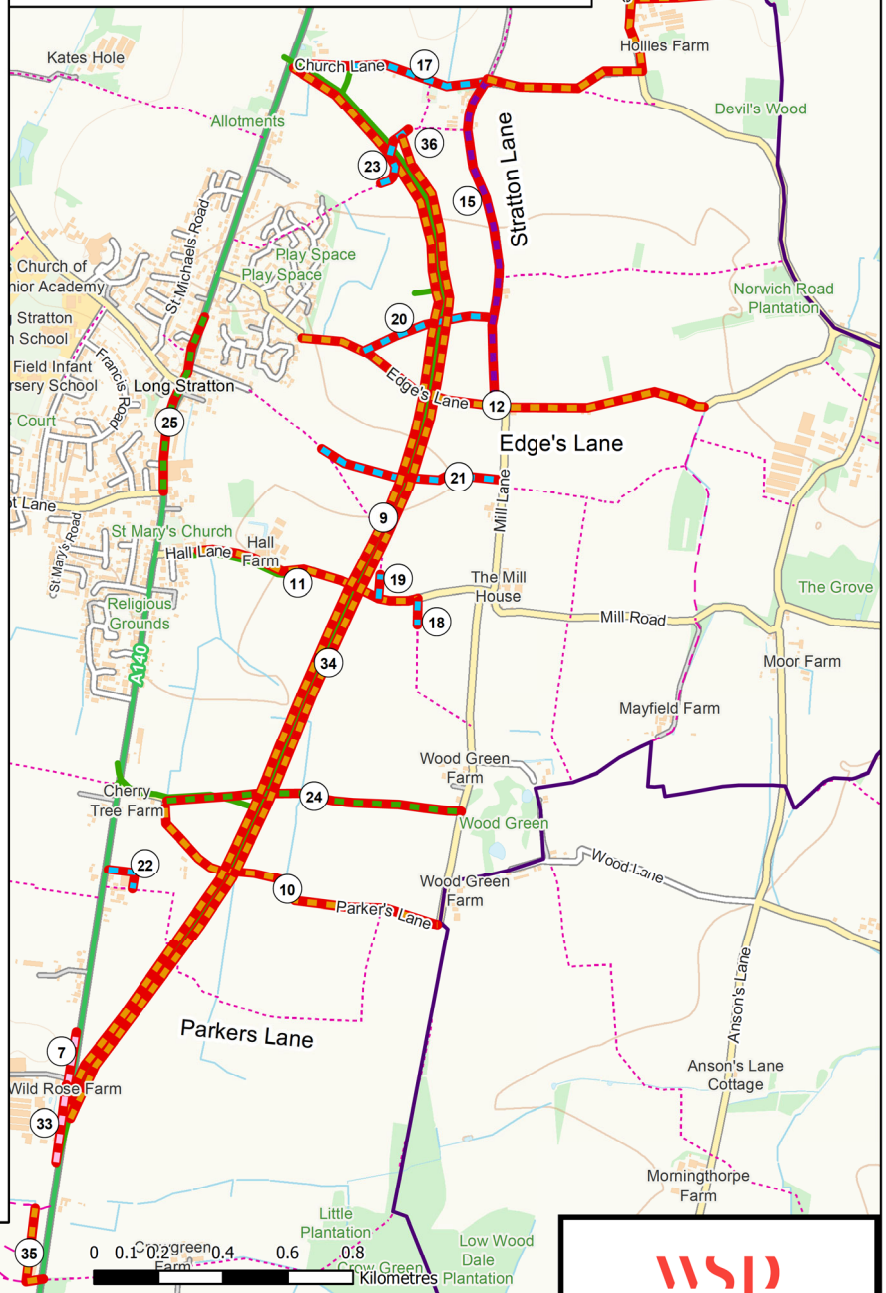 Hollies Farm
Kates Hole
Church Lane
17
Devil's Wood
Allotments
36
23
Stratton Lane
15
St Michaels Road
Play Space
Play Space
s Church of
nior Academy
Norwich Road
Plantation
g Stratton
h School
20
Francis Road
Field Infant
rsery School
Long Stratton
Edge's Lane
12
Court
25
Edge's Lane
21
Mill Lane
ot Lane
9
St Mary's Church
St Mary's Road
Hall Lane
Hall
Farm
11
19
The Mill
House
The Grove
Religious
Grounds
18
Mill Road
A140
34
Moor Farm
Mayfield Farm
Wood Green
Farm
Cherry
Tree Farm
24
Wood Green
22
Wood Lane
10
Wood Green
Farm
Parker's Lane
Anson's Lane
Parkers Lane
7
Anson's Lane
Cottage
Wild Rose Farm
33
Morningthorpe
Farm
Little
Plantation
35
0 0.1 0.2 0.4 0.6 0.8
Kilometres
Crowgreen
Farm
Crow Green
Low Wood
Dale
Plantation
wsp